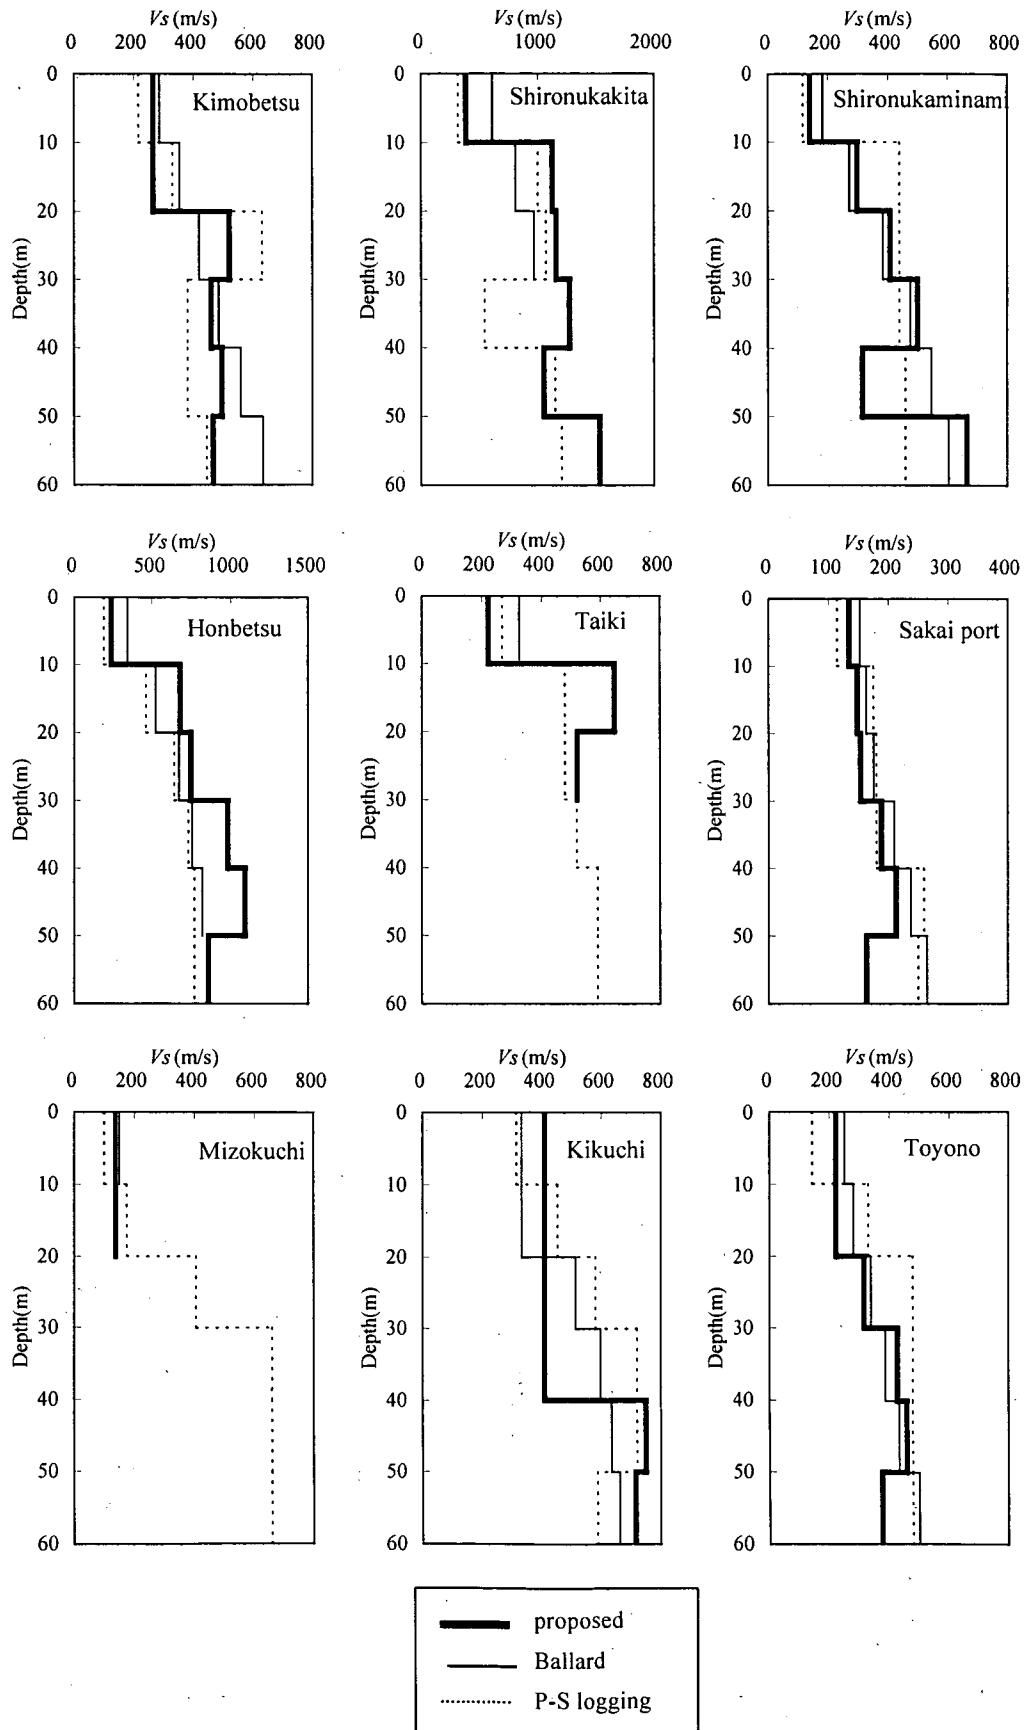 Vs (m/s) Vs (m/s) Vs (m/s)
0 200 400 600 800 0 1000 2000 0 200 400 600 800
0 Kimobetsu 0 Shironukakita 0 Shironukaminami
10 10 10
20 20 20
Depth(m) Depth(m) Depth(m)
30 30 30
40 40 40
50 50 50
60 60 60
Vs (m/s) Vs (m/s) Vs (m/s)
0 500 1000 1500 0 200 400 600 800 0 100 200 300 400
0 Honbetsu 0 Taiki 0 Sakai port
10 10 10
20 20 20
Depth(m) Depth(m) Depth(m)
30 30 30
40 40 40
50 50 50
60 60 60
Vs (m/s) Vs (m/s) Vs (m/s)
0 200 400 600 800 0 200 400 600 800 0 200 400 600 800
0 Mizokuchi 0 Kikuchi 0 Toyono
10 10 10
20 20 20
Depth(m) Depth(m) Depth(m)
30 30 30
40 40 40
50 50 50
60 60 60
proposed
Ballard
P-S logging